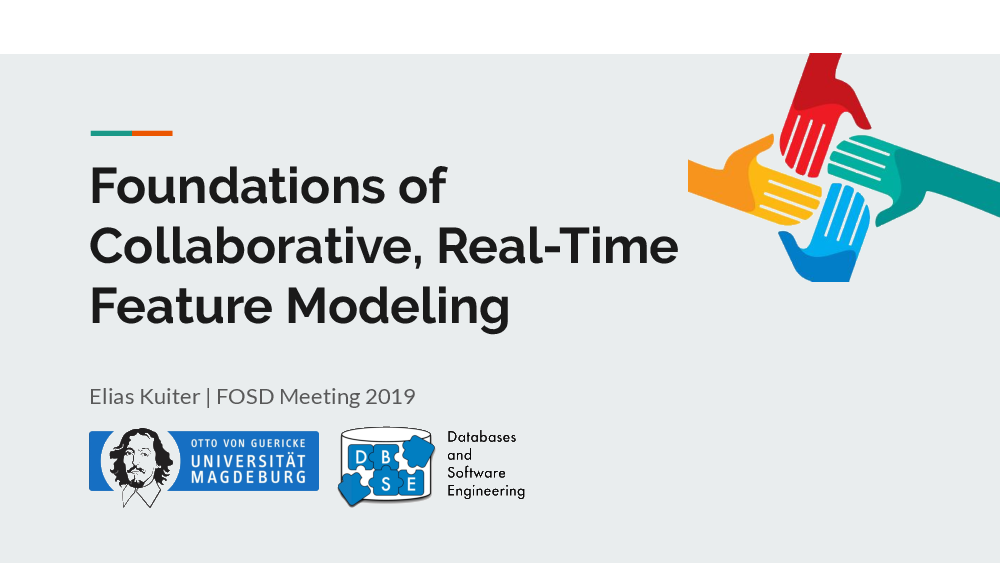 Foundations of
Collaborative, Real-Time
Feature Modeling
Elias Kuiter | FOSD Meeting 2019
OTTO VON GUERICKE
UNIVERSITÄT
MAGDEBURG
D B
S E
Databases
and
Software
Engineering